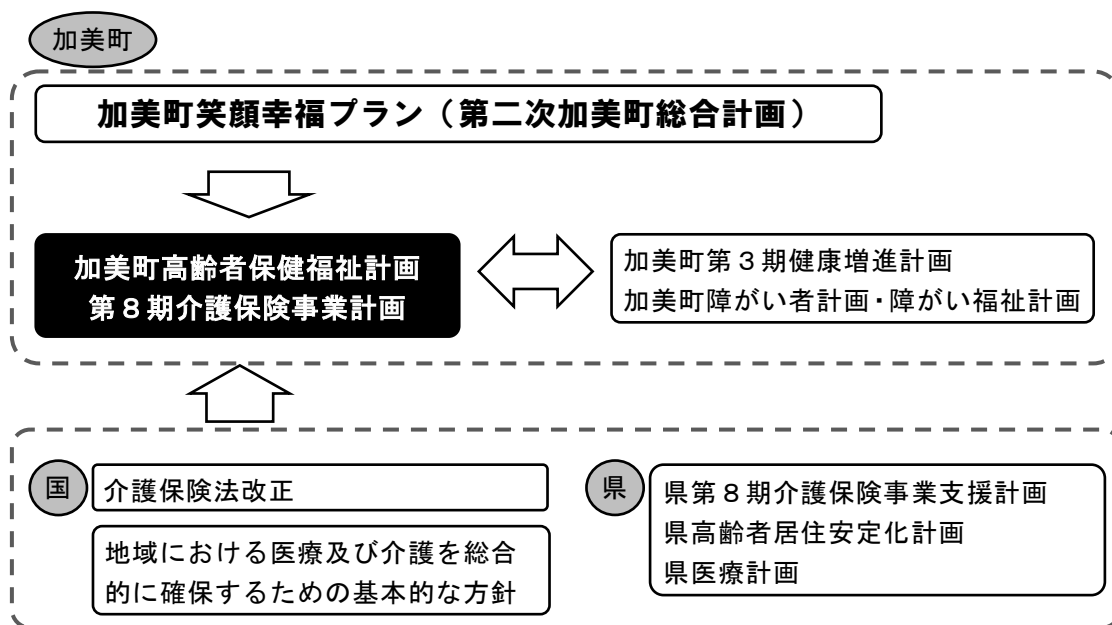 加美町
加美町笑顔幸福プラン（第二次加美町総合計画）
加美町高齢者保健福祉計画
第８期介護保険事業計画
加美町第３期健康増進計画
加美町障がい者計画・障がい福祉計画
国
介護保険法改正
地域における医療及び介護を総合
的に確保するための基本的な方針
県
県第８期介護保険事業支援計画
県高齢者居住安定化計画
県医療計画